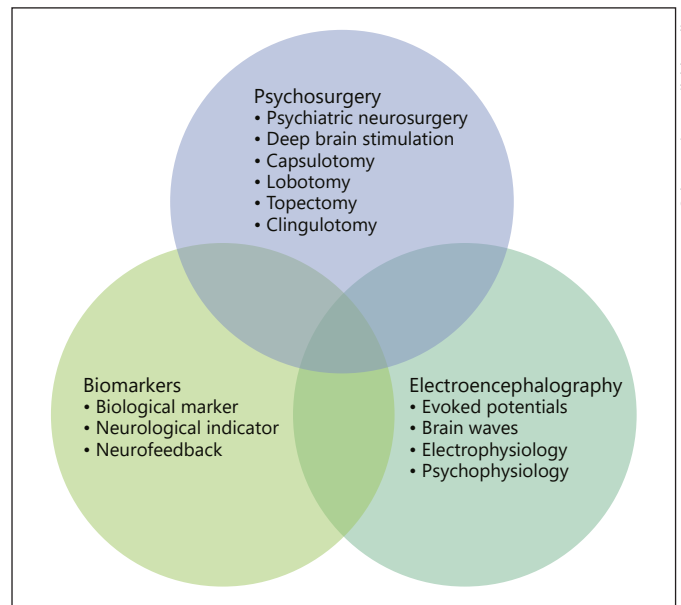 Psychosurgery
• Psychiatric neurosurgery
• Deep brain stimulation
• Capsulotomy
• Lobotomy
• Topectomy
• Clingulotomy
Biomarkers
• Biological marker
• Neurological indicator
• Neurofeedback
Electroencephalography
• Evoked potentials
• Brain waves
• Electrophysiology
• Psychophysiology